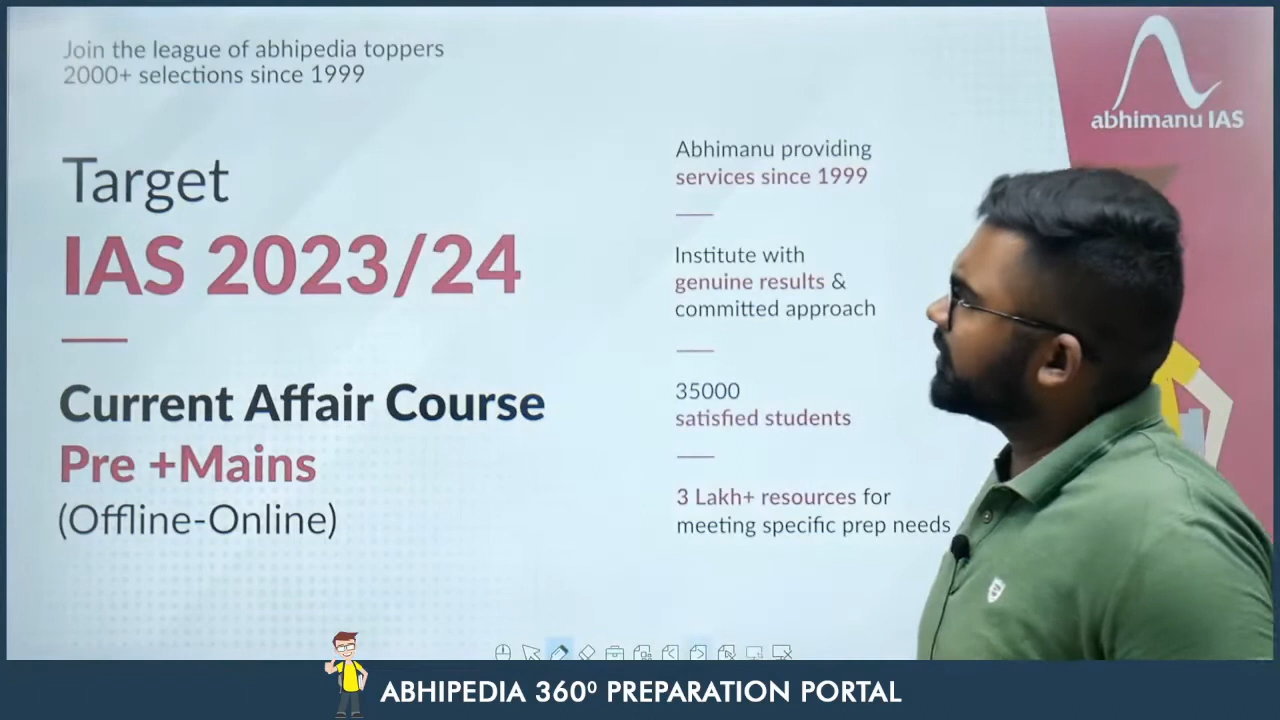 Join the league of abhipedia toppers
2000+ selections since 1999
Target
IAS 2023/24
Current Affair Course
Pre +Mains
(Offline-Online)
Abhimanu providing
services since 1999
Institute with
genuine results &
committed approach
35000
satisfied students
3 Lakh+ resources for
meeting specific prep needs
abhimanu IAS
ABHIPEDIA 360⁰ PREPARATION PORTAL